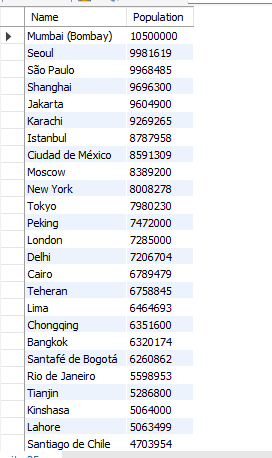 Name Population
Mumbai (Bombay) 10500000
Seoul 9981619
São Paulo 9968485
Shanghai 9696300
Jakarta 9604900
Karachi 9269265
Istanbul 8787958
Ciudad de México 8591309
Moscow 8389200
New York 8008278
Tokyo 7980230
Peking 7472000
London 7285000
Delhi 7206704
Cairo 6789479
Teheran 6758845
Lima 6464693
Chongqing 6351600
Bangkok 6320174
Santafé de Bogotá 6260862
Rio de Janeiro 5598953
Tianjin 5286800
Kinshasa 5064000
Lahore 5063499
Santiago de Chile 4703954